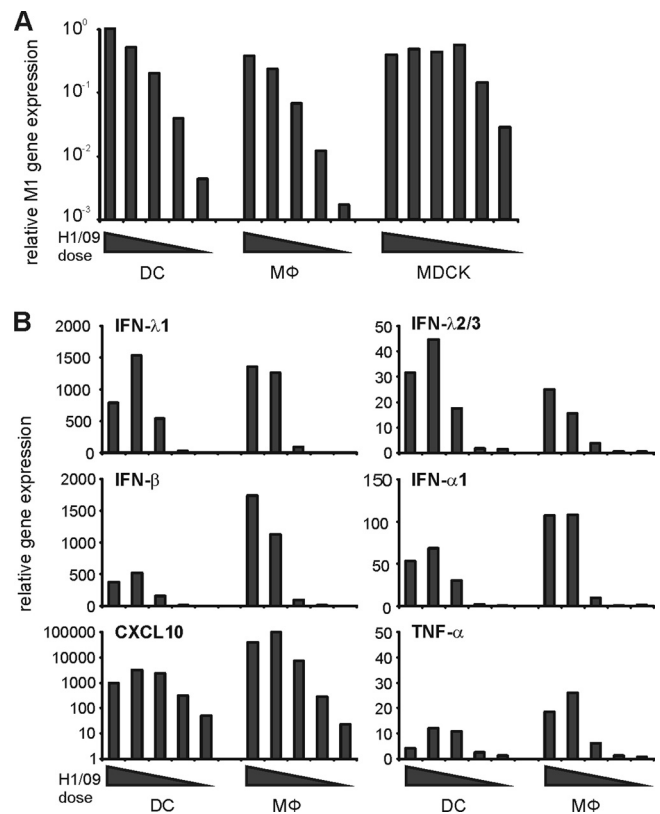 A
relative M1 gene expression
10⁰
10⁻¹
10⁻²
10⁻³
H1/09
dose
DC
MΦ
MDCK
B
relative gene expression
IFN-λ1
2000
1500
1000
500
0
IFN-λ2/3
50
40
30
20
10
0
IFN-β
2000
1500
1000
500
0
IFN-α1
150
100
50
0
CXCL10
100000
10000
1000
100
10
1
TNF-α
50
40
30
20
10
0
H1/09
dose
DC
MΦ
DC
MΦ